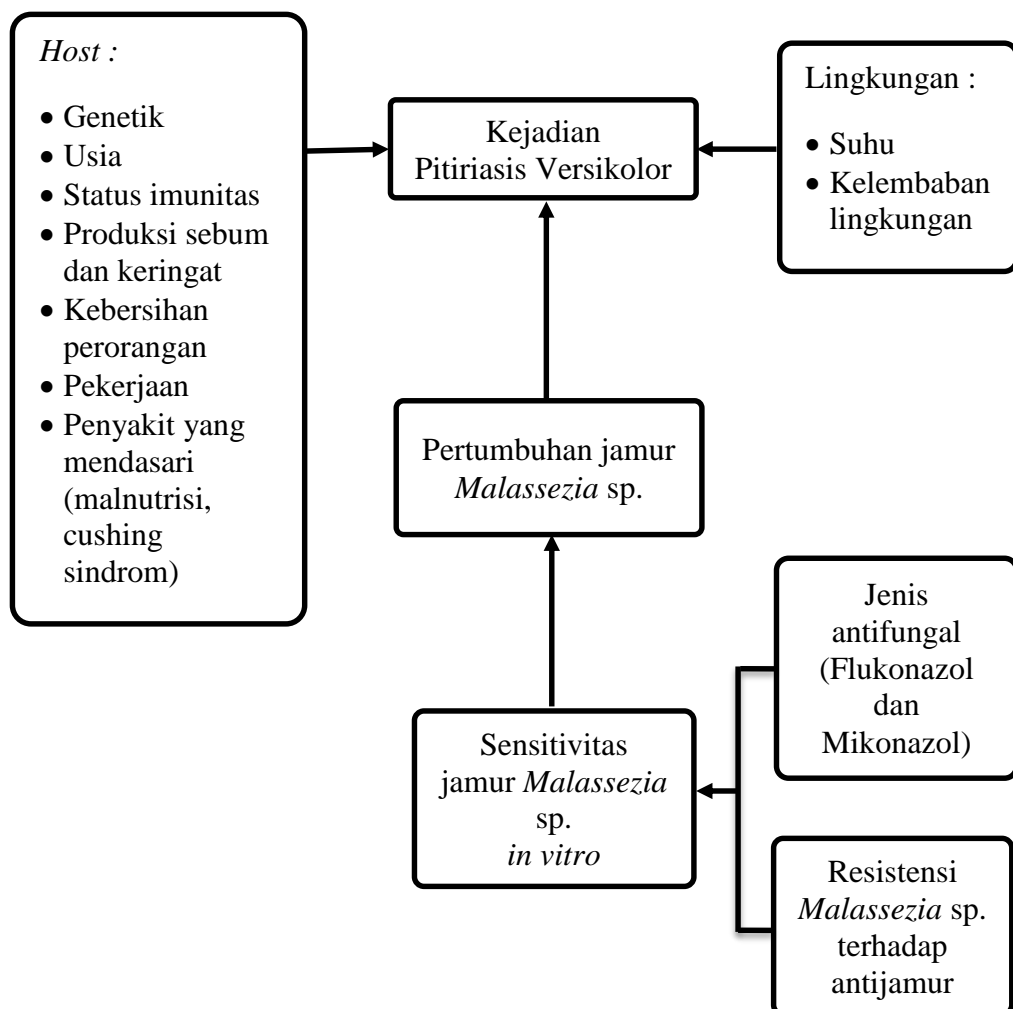 Host :
• Genetik
• Usia
• Status imunitas
• Produksi sebum
dan keringat
• Kebersihan
perorangan
• Pekerjaan
• Penyakit yang
mendasari
(malnutrisi,
cushing
sindrom)
Kejadian
Pitiriasis Versikolor
Lingkungan :
• Suhu
• Kelembaban
lingkungan
Pertumbuhan jamur
Malassezia sp.
Sensitivitas
jamur Malassezia
sp.
in vitro
Jenis
antifungal
(Flukonazol
dan
Mikonazol)
Resistensi
Malassezia sp.
terhadap
antijamur